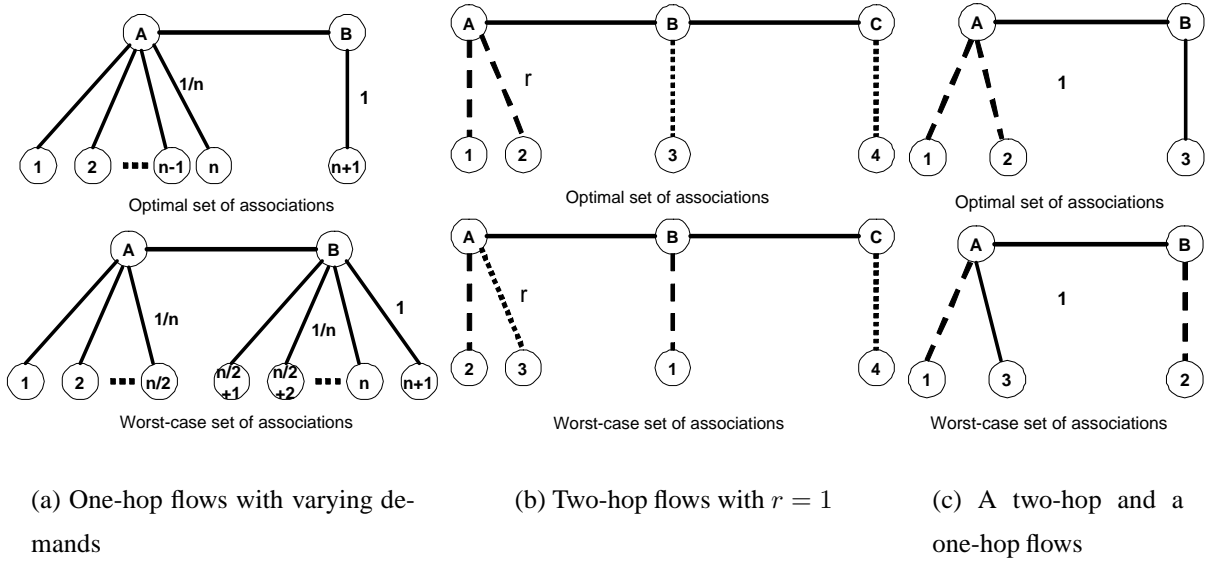 A B A B C A B
1/n 1 r 1
1 2 n-1 n n+1 1 2 3 4 1 2 3
Optimal set of associations Optimal set of associations Optimal set of associations
A B A B C A B
1/n 1/n 1 r 1
1 2 n/2 n/2 +1 n/2 +2 n n+1 2 3 1 4 1 3 2
Worst-case set of associations Worst-case set of associations Worst-case set of associations
(a) One-hop flows with varying de-
mands
(b) Two-hop flows with r = 1
(c) A two-hop and a
one-hop flows